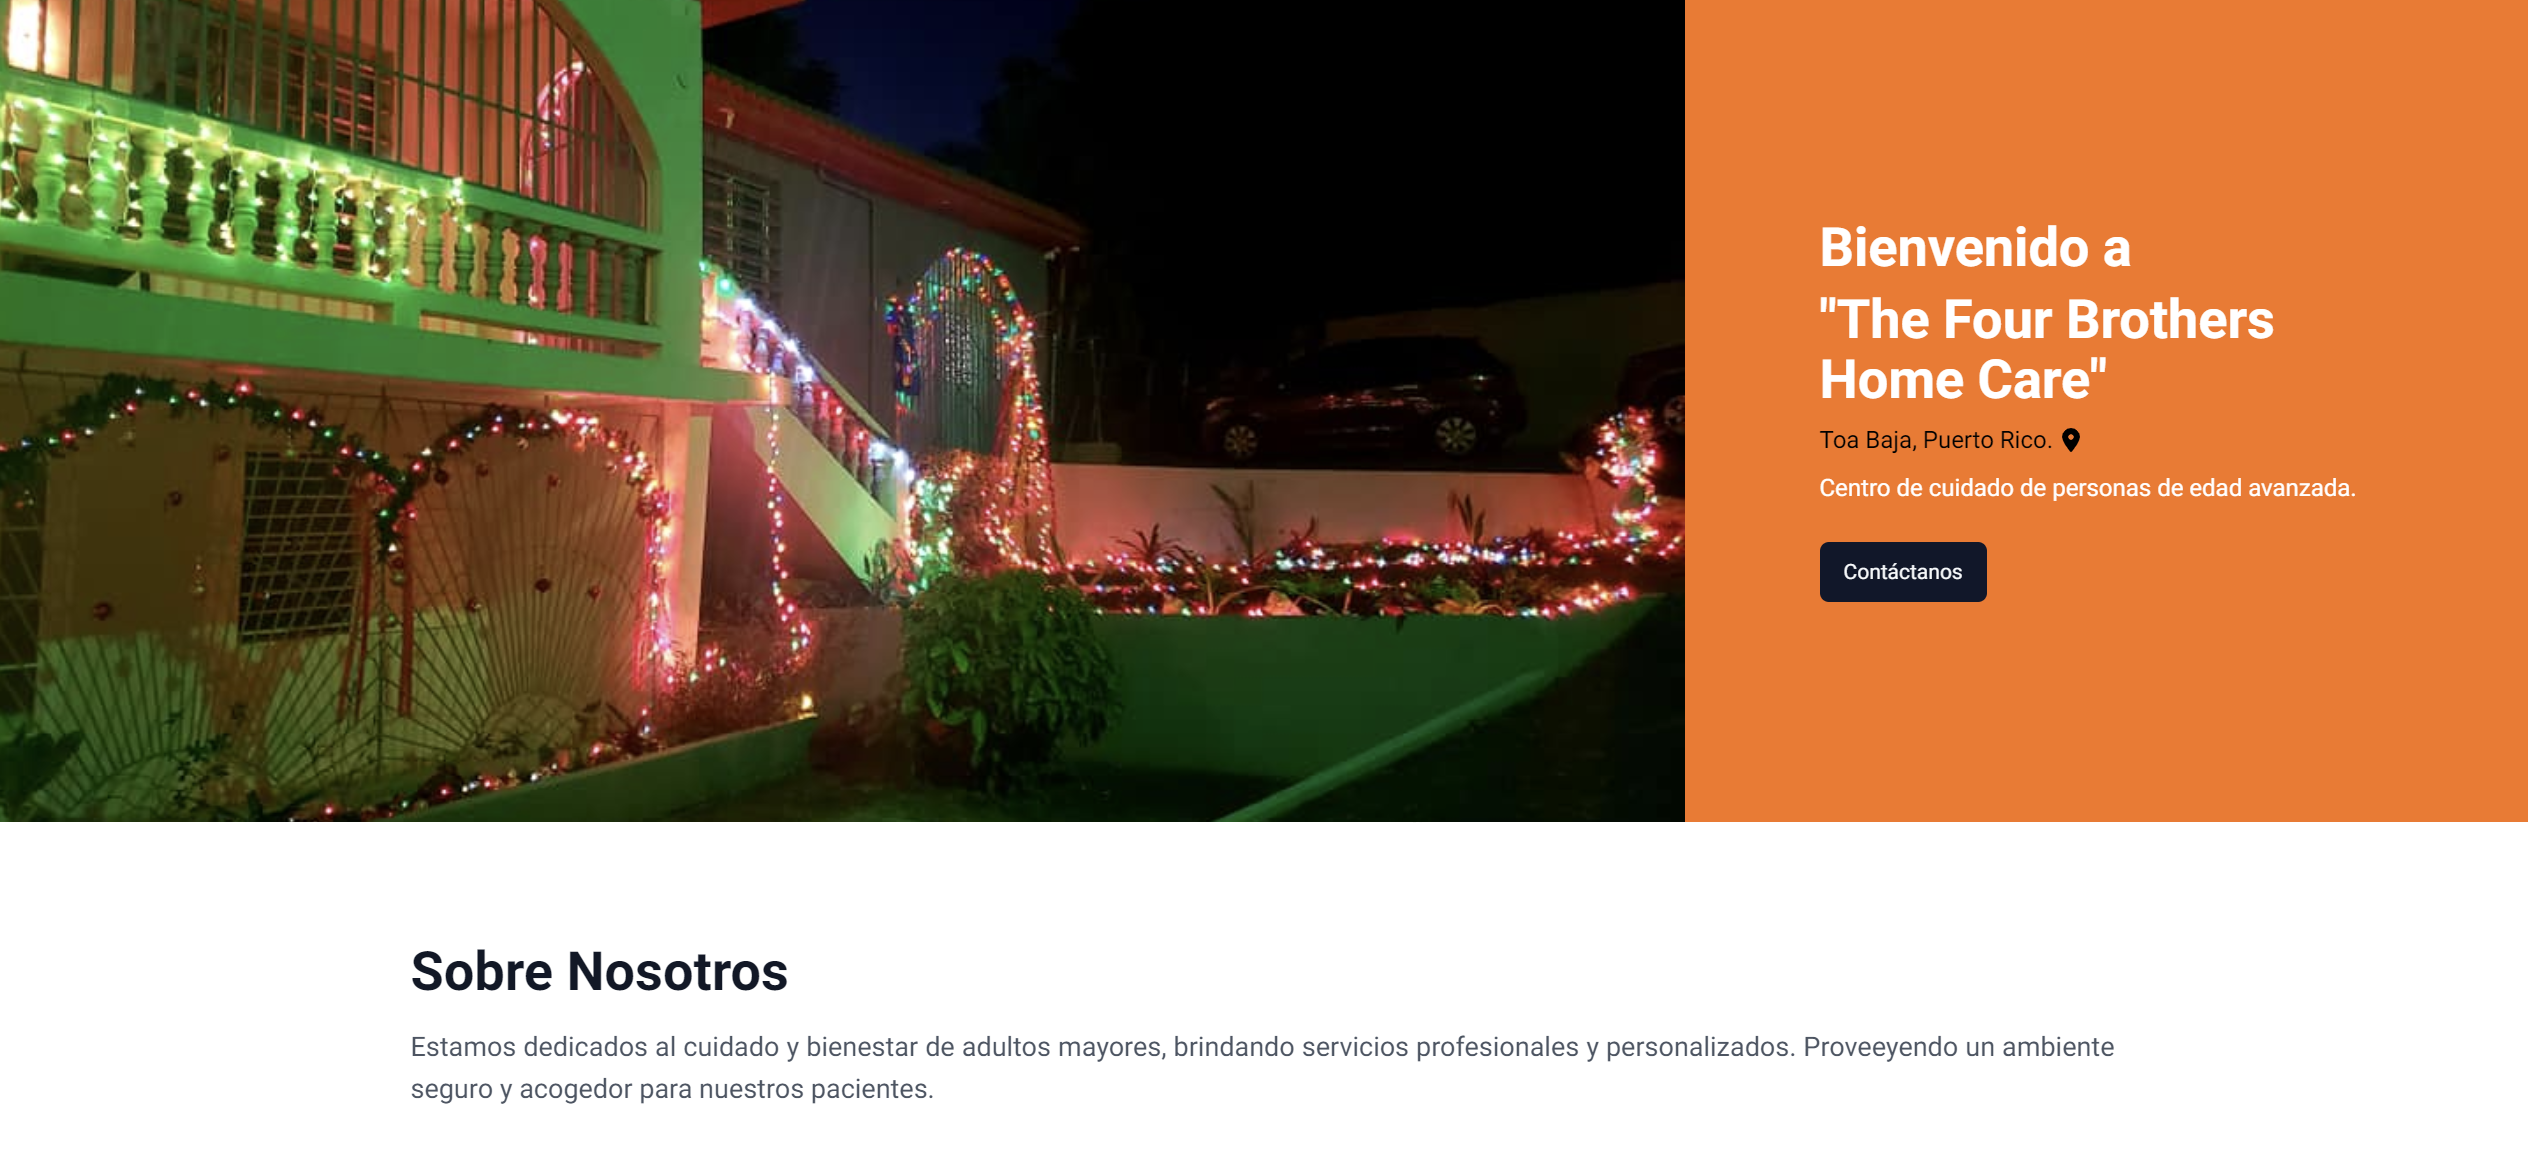 Bienvenido a
"The Four Brothers
Home Care"
Toa Baja, Puerto Rico.
Centro de cuidado de personas de edad avanzada.
Contáctanos
Sobre Nosotros
Estamos dedicados al cuidado y bienestar de adultos mayores, brindando servicios profesionales y personalizados. Proveeyendo un ambiente
seguro y acogedor para nuestros pacientes.